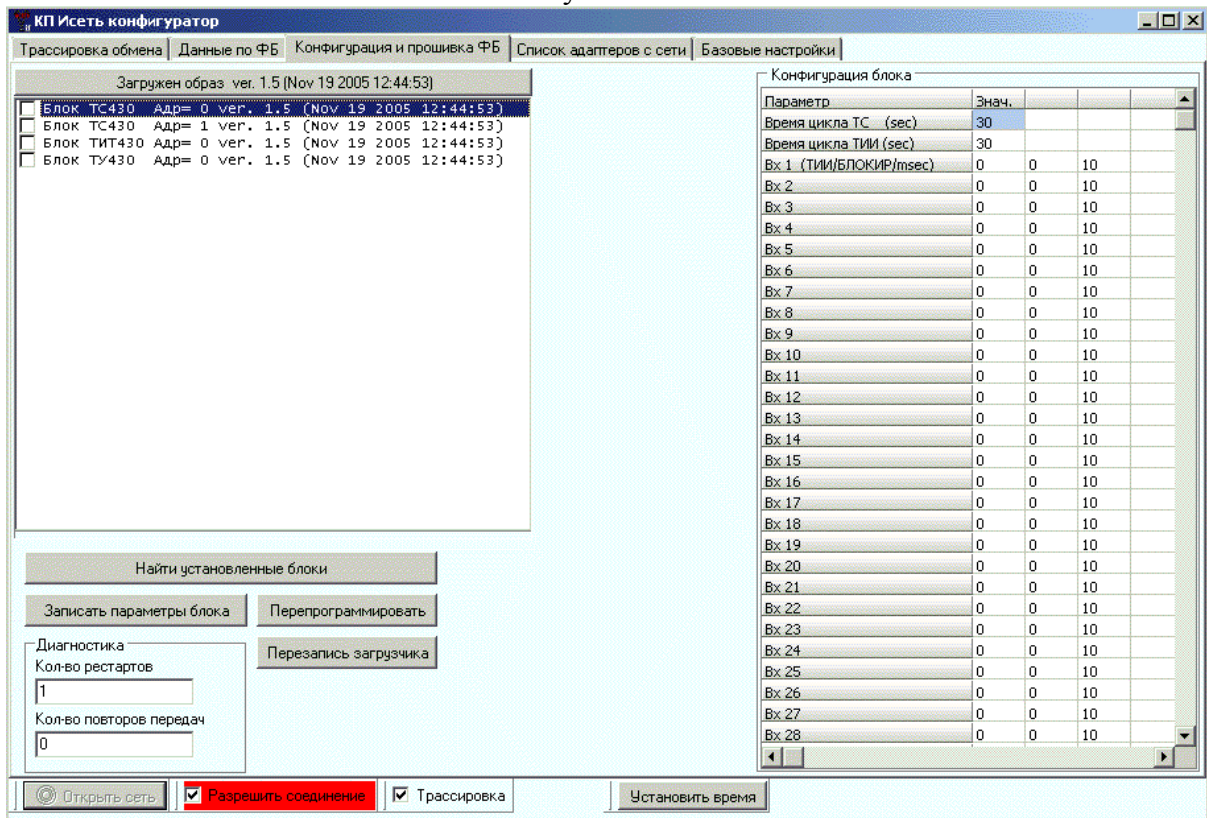 КП Исеть конфигуратор
Трассировка обмена Данные по ФБ Конфигурация и прошивка ФБ Список адаптеров с сети Базовые настройки
Загружен образ ver. 1.5 (Nov 19 2005 12:44:53)
Блок ТС430 Адр= 0 ver. 1.5 (Nov 19 2005 12:44:53)
Блок ТС430 Адр= 1 ver. 1.5 (Nov 19 2005 12:44:53)
Блок ТИТ430 Адр= 0 ver. 1.5 (Nov 19 2005 12:44:53)
Блок ТУ430 Адр= 0 ver. 1.5 (Nov 19 2005 12:44:53)
Найти установленные блоки
Записать параметры блока Перепрограммировать
Перезапись загрузчика
Диагностика
Кол-во рестартов
1
Кол-во повторов передач
0
Конфигурация блока
Параметр Знач.
Время цикла ТС (sec) 30
Время цикла ТИИ (sec) 30
Вх 1 (ТИИ/БЛОКИР/msec) 0 0 10
Вх 2 0 0 10
Вх 3 0 0 10
Вх 4 0 0 10
Вх 5 0 0 10
Вх 6 0 0 10
Вх 7 0 0 10
Вх 8 0 0 10
Вх 9 0 0 10
Вх 10 0 0 10
Вх 11 0 0 10
Вх 12 0 0 10
Вх 13 0 0 10
Вх 14 0 0 10
Вх 15 0 0 10
Вх 16 0 0 10
Вх 17 0 0 10
Вх 18 0 0 10
Вх 19 0 0 10
Вх 20 0 0 10
Вх 21 0 0 10
Вх 22 0 0 10
Вх 23 0 0 10
Вх 24 0 0 10
Вх 25 0 0 10
Вх 26 0 0 10
Вх 27 0 0 10
Вх 28 0 0 10
Открыть сеть Разрешить соединение Трассировка Установить время